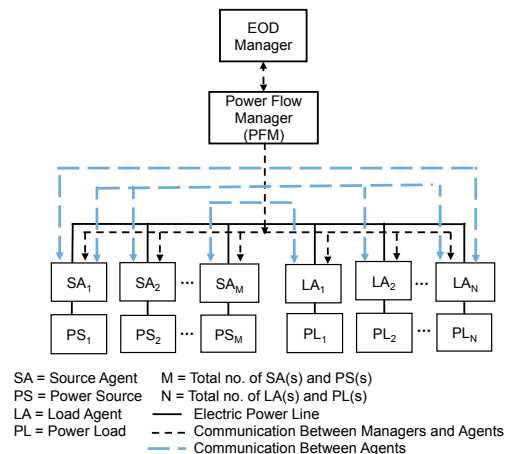 EOD
Manager
Power Flow
Manager
(PFM)
SA1 SA2 ... SAM LA1 LA2 ... LAN
PS1 PS2 ... PSM PL1 PL2 ... PLN
SA = Source Agent M = Total no. of SA(s) and PS(s)
PS = Power Source N = Total no. of LA(s) and PL(s)
LA = Load Agent Electric Power Line
PL = Power Load Communication Between Managers and Agents
Communication Between Agents